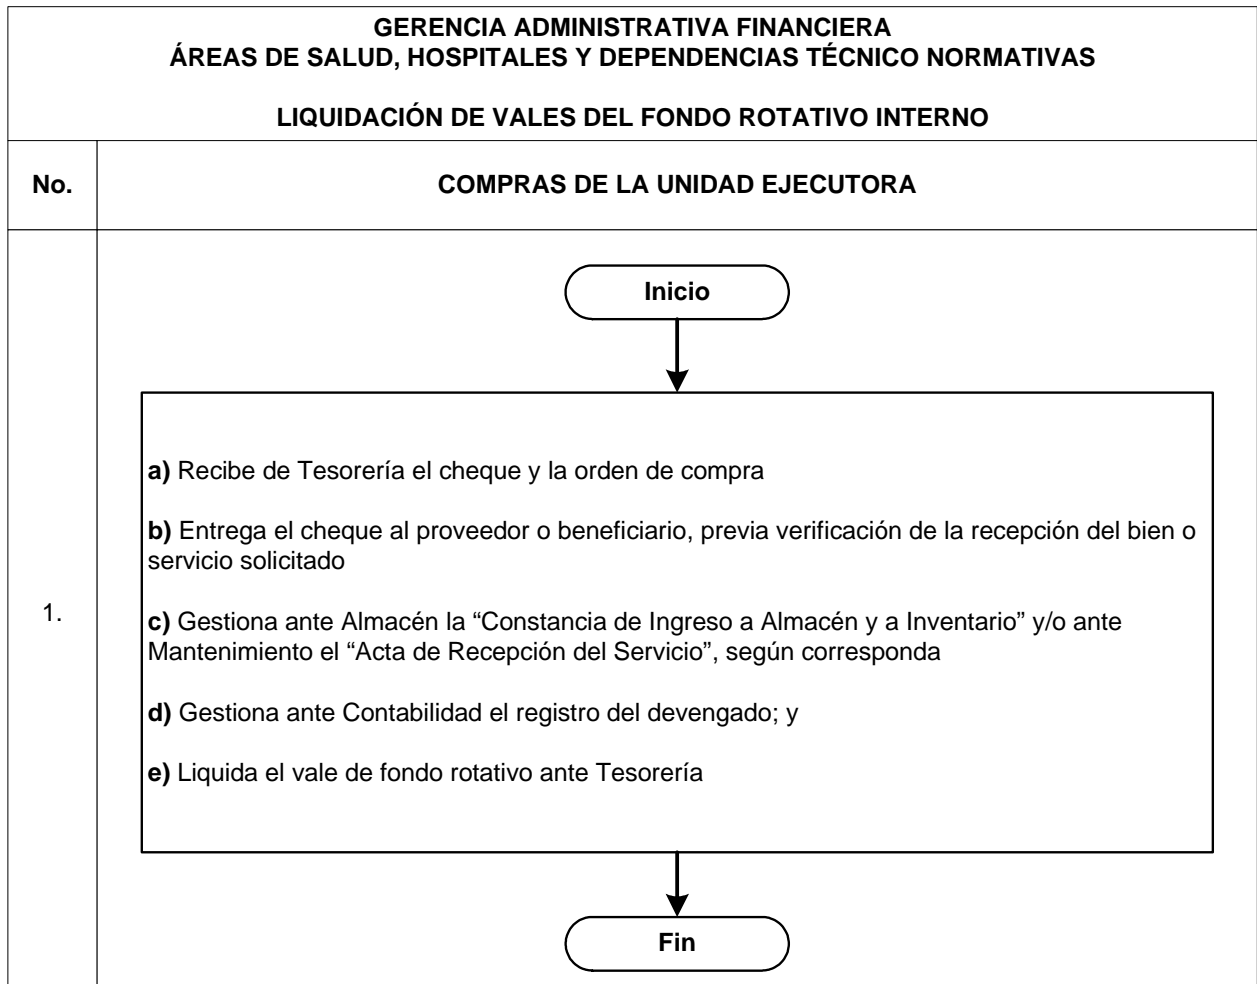 GERENCIA ADMINISTRATIVA FINANCIERA
ÁREAS DE SALUD, HOSPITALES Y DEPENDENCIAS TÉCNICO NORMATIVAS
LIQUIDACIÓN DE VALES DEL FONDO ROTATIVO INTERNO
No.
COMPRAS DE LA UNIDAD EJECUTORA
Inicio
1.
a) Recibe de Tesorería el cheque y la orden de compra
b) Entrega el cheque al proveedor o beneficiario, previa verificación de la recepción del bien o
servicio solicitado
c) Gestiona ante Almacén la “Constancia de Ingreso a Almacén y a Inventario” y/o ante
Mantenimiento el “Acta de Recepción del Servicio”, según corresponda
d) Gestiona ante Contabilidad el registro del devengado; y
e) Liquida el vale de fondo rotativo ante Tesorería
Fin